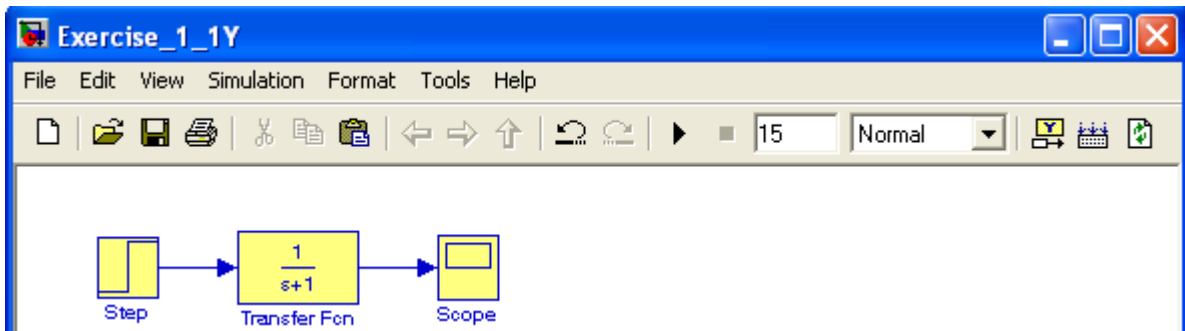 Exercise_1_1Y
File Edit View Simulation Format Tools Help
15 Normal
1
s+1
Step Transfer Fcn Scope